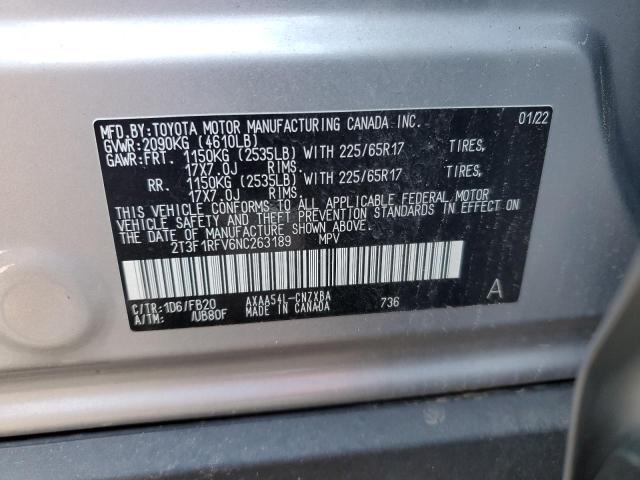 MFD.BY:TOYOTA MOTOR MANUFACTURING CANADA INC. 01/22
GVWR:2090KG (4610LB)
GAWR:FRT. 1150KG (2535LB) WITH 225/65R17 TIRES,
17X7.0J RIMS.
RR. 1150KG (2535LB) WITH 225/65R17 TIRES,
17X7.0J RIMS.
THIS VEHICLE CONFORMS TO ALL APPLICABLE FEDERAL MOTOR
VEHICLE SAFETY AND THEFT PREVENTION STANDARDS IN EFFECT ON
THE DATE OF MANUFACTURE SHOWN ABOVE.
2T3F1RFV6NC263189 MPV
C/TR:1D6/FB20 AXAA54L-CNZXBA 736 A
A/TM: /UB80F MADE IN CANADA